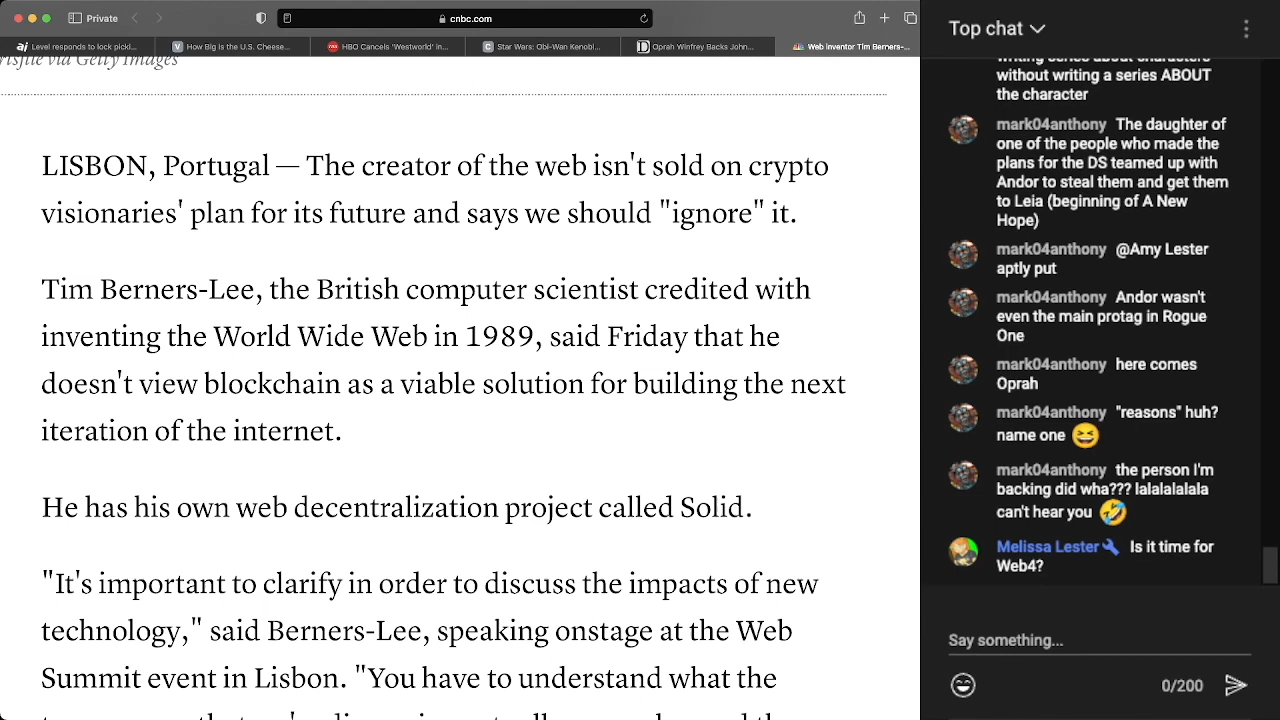 Private
cnbc.com
Level responds to lock pickl...
How Big Is the U.S. Cheese...
HBO Cancels 'Westworld' in...
Star Wars: Obi-Wan Kenobi...
Oprah Winfrey Backs John...
Web inventor Tim Berners-...
via Getty Images
LISBON, Portugal — The creator of the web isn't sold on crypto
visionaries' plan for its future and says we should "ignore" it.
Tim Berners-Lee, the British computer scientist credited with
inventing the World Wide Web in 1989, said Friday that he
doesn't view blockchain as a viable solution for building the next
iteration of the internet.
He has his own web decentralization project called Solid.
"It's important to clarify in order to discuss the impacts of new
technology," said Berners-Lee, speaking onstage at the Web
Summit event in Lisbon. "You have to understand what the
Top chat
writing series about characters
without writing a series ABOUT
the character
mark04anthony The daughter of
one of the people who made the
plans for the DS teamed up with
Andor to steal them and get them
to Leia (beginning of A New
Hope)
mark04anthony @Amy Lester
aptly put
mark04anthony Andor wasn't
even the main protag in Rogue
One
mark04anthony here comes
Oprah
mark04anthony "reasons" huh?
name one 😆
mark04anthony the person I'm
backing did wha??? lalalalalala
can't hear you 🤣
Melissa Lester Is it time for
Web4?
Say something...
0/200